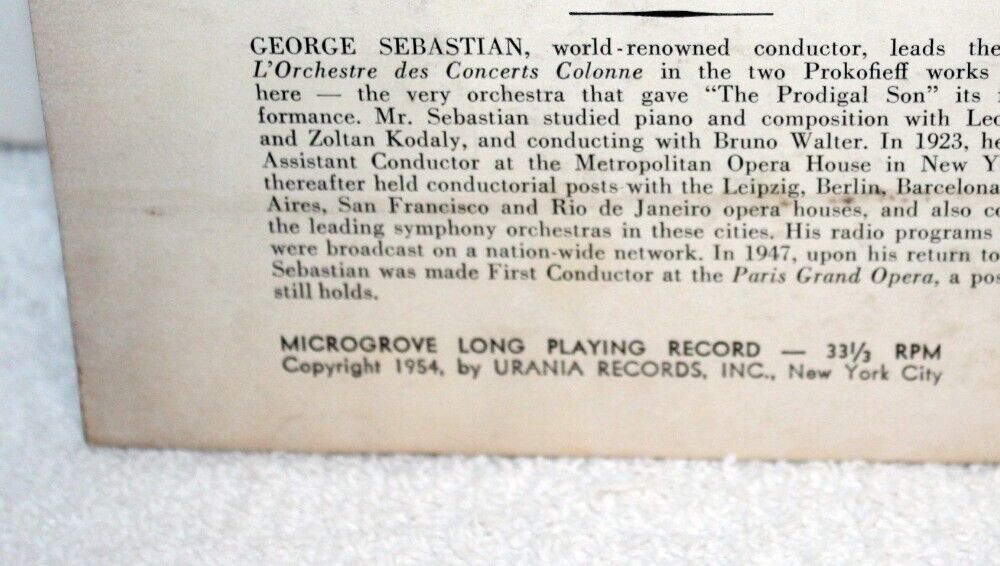 GEORGE SEBASTIAN, world-renowned conductor, leads the
L'Orchestre des Concerts Colonne in the two Prokofieff works
here — the very orchestra that gave "The Prodigal Son" its
formance. Mr. Sebastian studied piano and composition with Leo
and Zoltan Kodaly, and conducting with Bruno Walter. In 1923, he
Assistant Conductor at the Metropolitan Opera House in New Y
thereafter held conductorial posts with the Leipzig, Berlin, Barcelona
Aires, San Francisco and Rio de Janeiro opera houses, and also co
the leading symphony orchestras in these cities. His radio programs
were broadcast on a nation-wide network. In 1947, upon his return to
Sebastian was made First Conductor at the Paris Grand Opera, a pos
still holds.
MICROGROVE LONG PLAYING RECORD — 33⅓ RPM
Copyright 1954, by URANIA RECORDS, INC., New York City